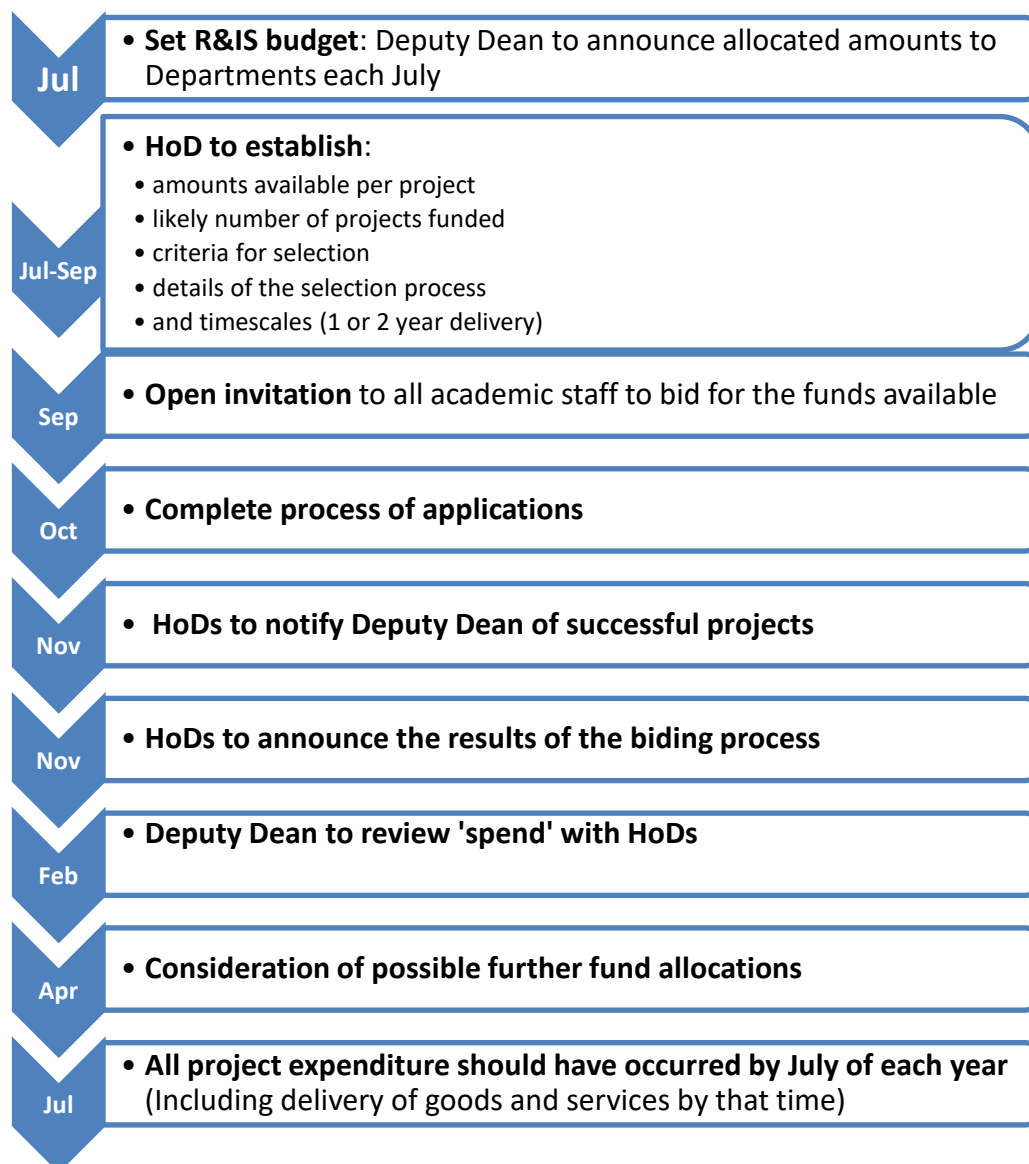 Jul
• Set R&IS budget: Deputy Dean to announce allocated amounts to
Departments each July
Jul-Sep
• HoD to establish:
• amounts available per project
• likely number of projects funded
• criteria for selection
• details of the selection process
• and timescales (1 or 2 year delivery)
Sep
• Open invitation to all academic staff to bid for the funds available
Oct
• Complete process of applications
Nov
• HoDs to notify Deputy Dean of successful projects
Nov
• HoDs to announce the results of the biding process
Feb
• Deputy Dean to review 'spend' with HoDs
Apr
• Consideration of possible further fund allocations
Jul
• All project expenditure should have occurred by July of each year
(Including delivery of goods and services by that time)